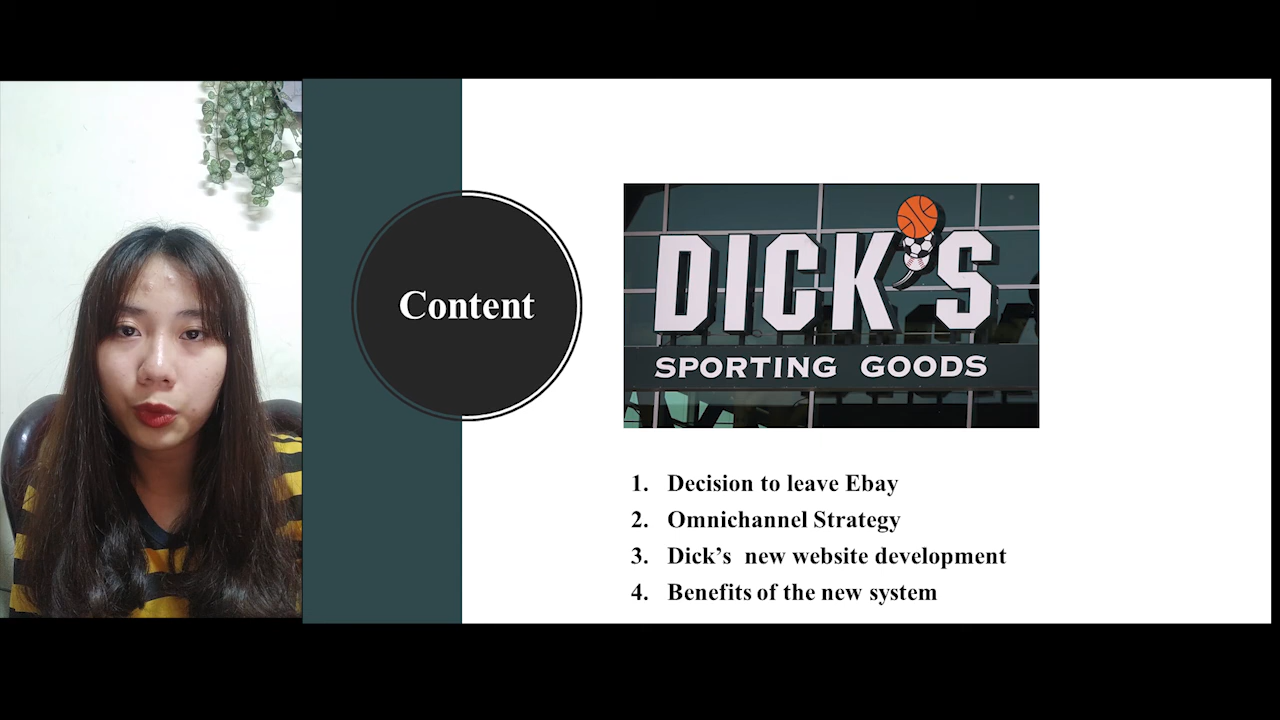 Content
DICK'S
SPORTING GOODS
1. Decision to leave Ebay
2. Omnichannel Strategy
3. Dick’s new website development
4. Benefits of the new system